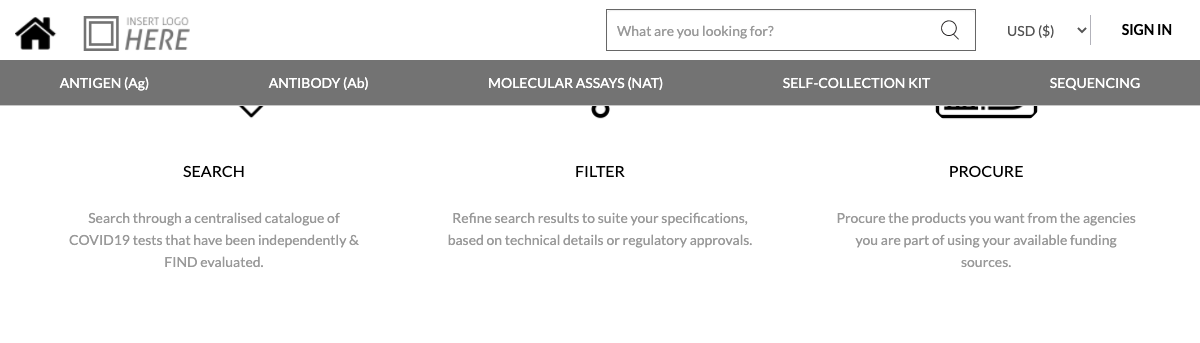 INSERT LOGO
HERE
What are you looking for?
USD ($)
SIGN IN
ANTIGEN (Ag)
ANTIBODY (Ab)
MOLECULAR ASSAYS (NAT)
SELF-COLLECTION KIT
SEQUENCING
SEARCH
Search through a centralised catalogue of
COVID19 tests that have been independently &
FIND evaluated.
FILTER
Refine search results to suite your specifications,
based on technical details or regulatory approvals.
PROCURE
Procure the products you want from the agencies
you are part of using your available funding
sources.